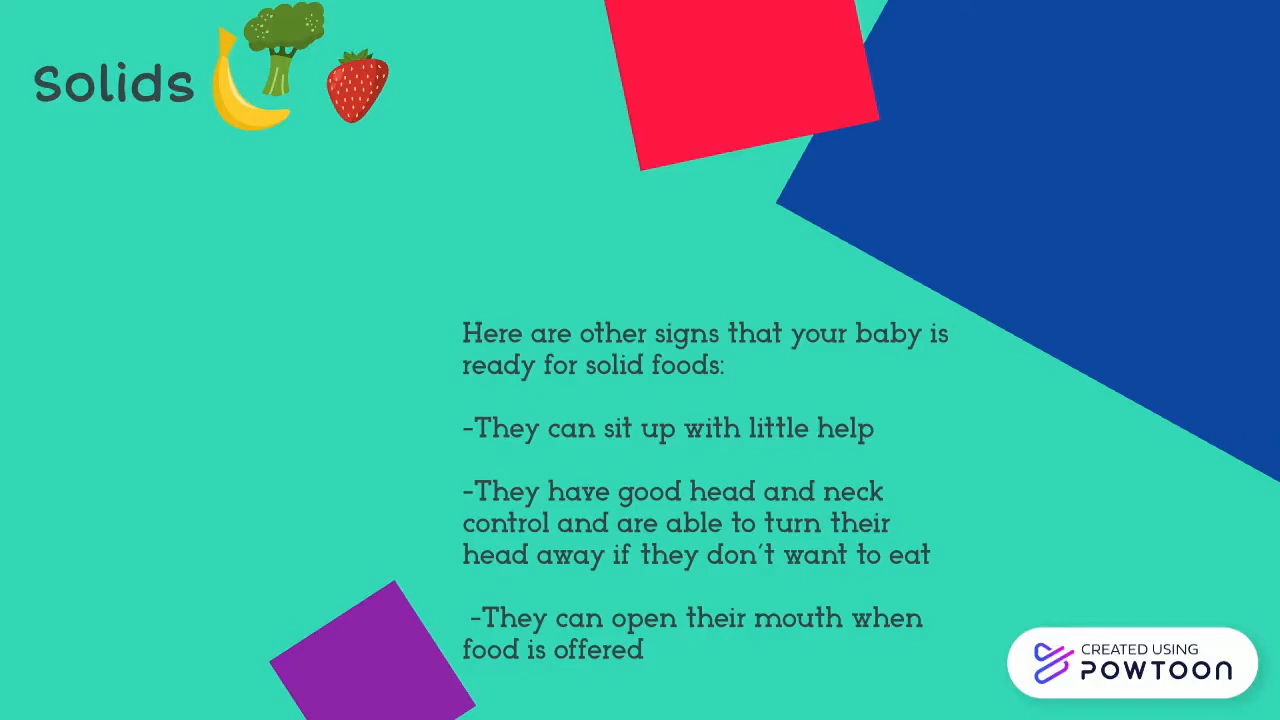 Solids
Here are other signs that your baby is
ready for solid foods:
-They can sit up with little help
-They have good head and neck
control and are able to turn their
head away if they don't want to eat
-They can open their mouth when
food is offered
CREATED USING
POWTOON